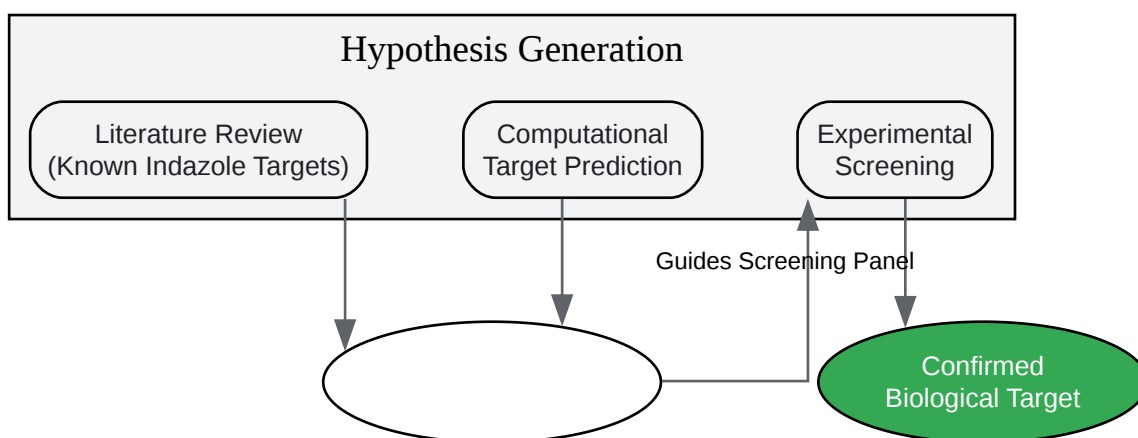 Hypothesis Generation
Literature Review
(Known Indazole Targets)
Computational
Target Prediction
Experimental
Screening
Guides Screening Panel
Confirmed
Biological Target